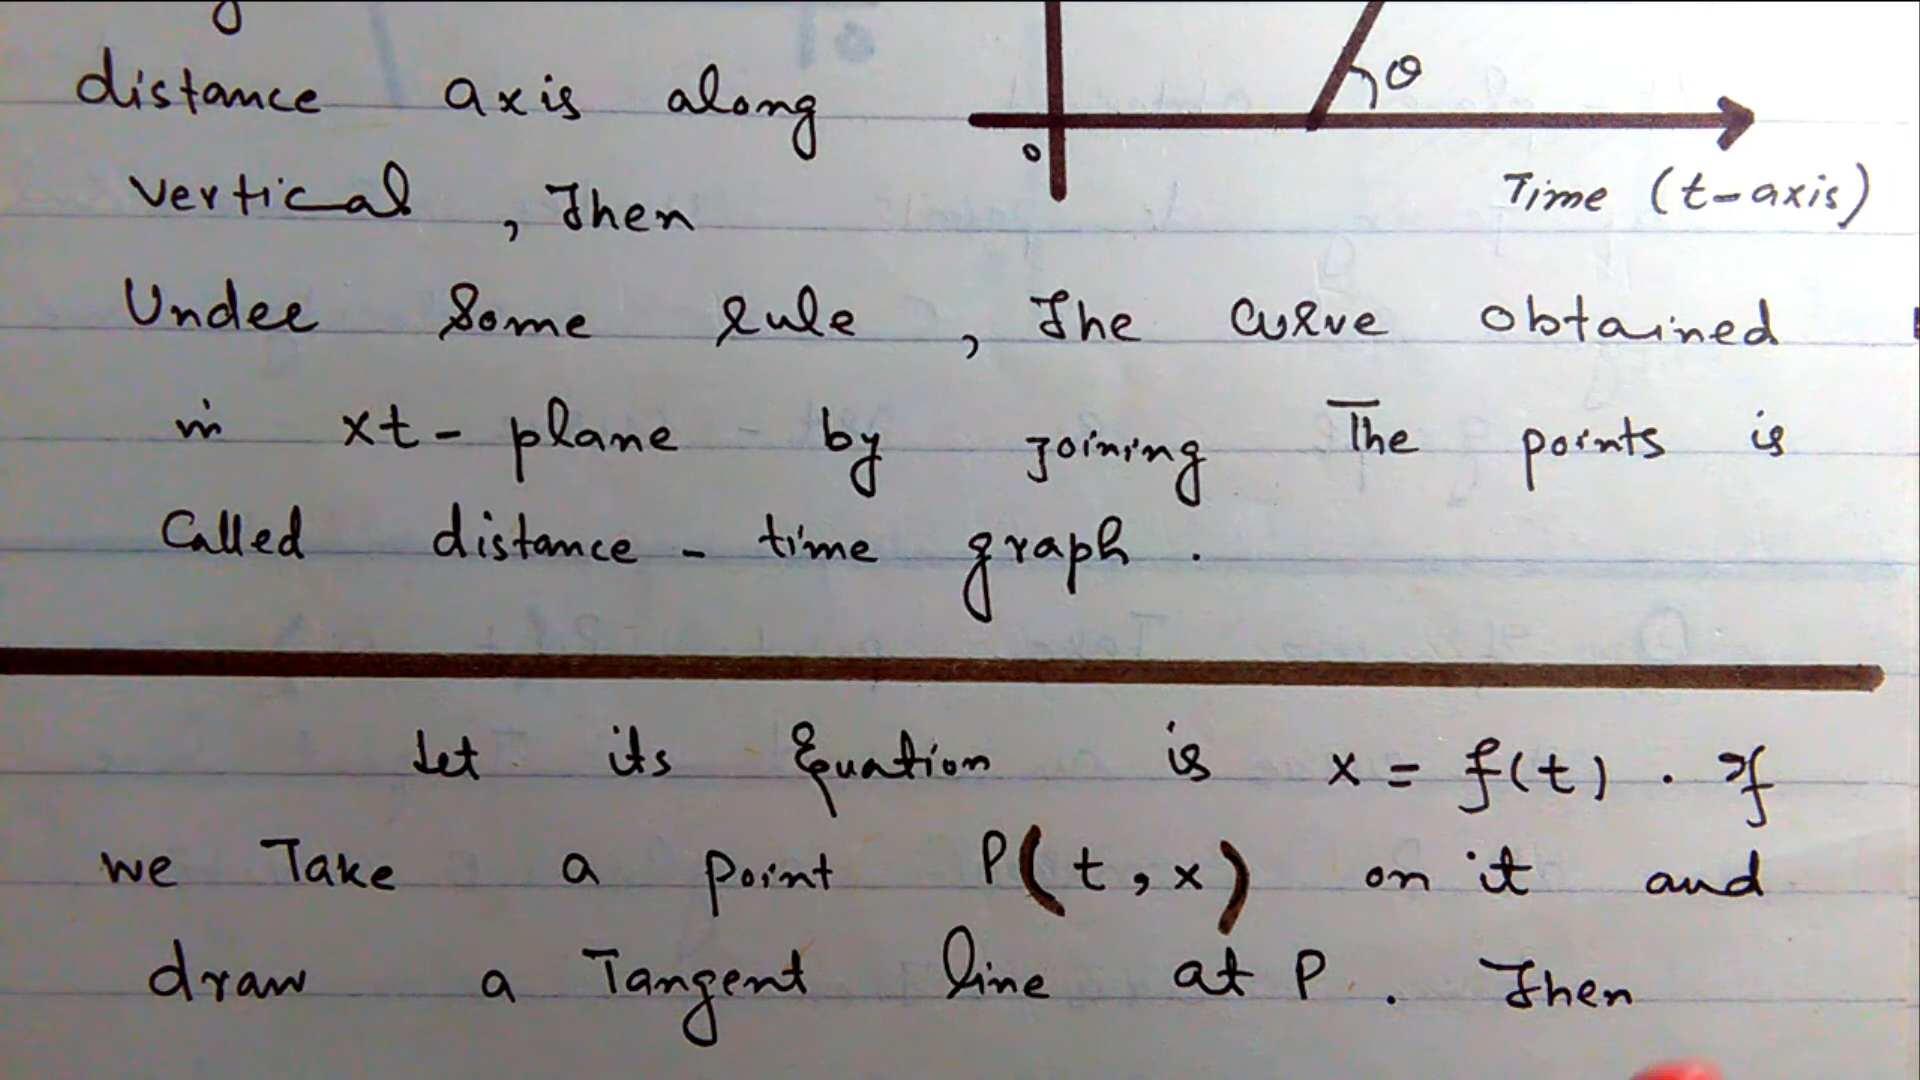 distance axis along
θ
o
Time (t-axis)
vertical , Then
Under some rule , The curve obtained
in xt - plane by joining The points is
Called distance - time graph .
Let its Equation is x = f(t) . If
we Take a point P(t, x) on it and
draw a Tangent line at P . Then